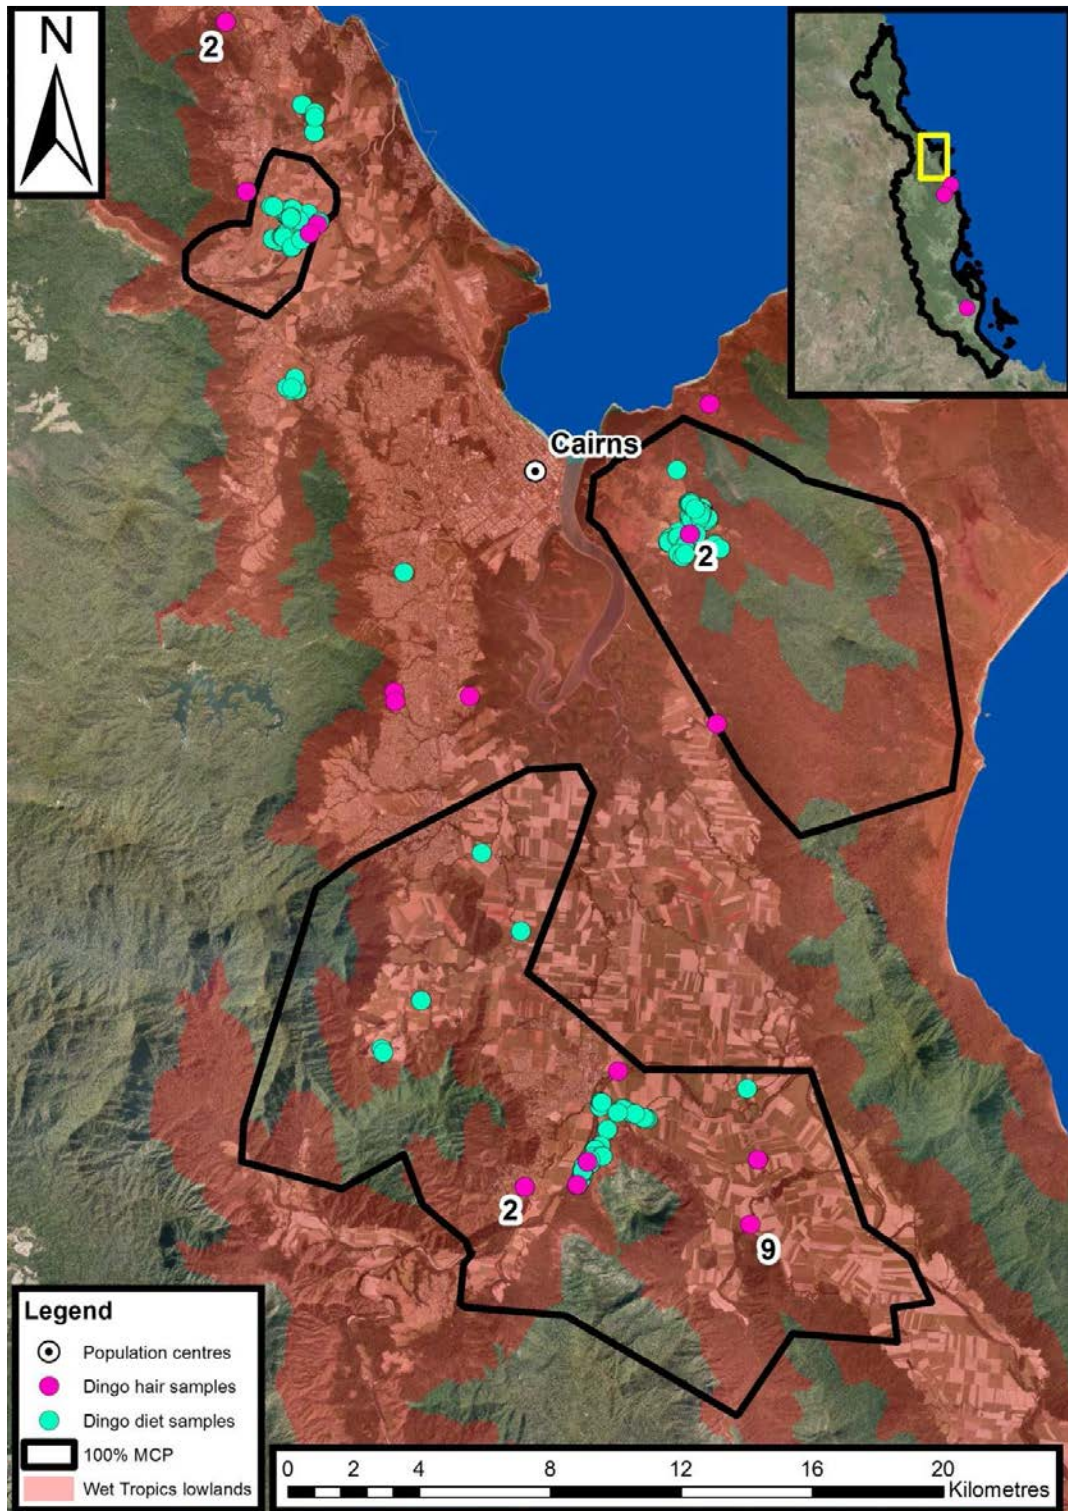 N
2
Cairns
2
2
9
Legend
Population centres
Dingo hair samples
Dingo diet samples
100% MCP
Wet Tropics lowlands
0 2 4 8 12 16 20
Kilometres